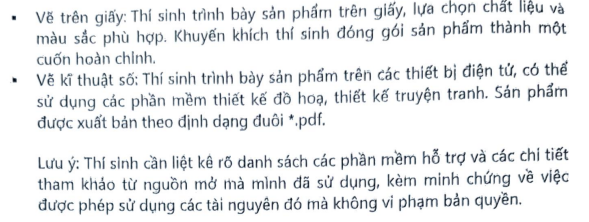 ▪ Vẽ trên giấy: Thí sinh trình bày sản phẩm trên giấy, lựa chọn chất liệu và
màu sắc phù hợp. Khuyến khích thí sinh đóng gói sản phẩm thành một
cuốn hoàn chỉnh.
▪ Vẽ kĩ thuật số: Thí sinh trình bày sản phẩm trên các thiết bị điện tử, có thể
sử dụng các phần mềm thiết kế đồ hoạ, thiết kế truyện tranh. Sản phẩm
được xuất bản theo định dạng đuôi *.pdf.
Lưu ý: Thí sinh cần liệt kê rõ danh sách các phần mềm hỗ trợ và các chi tiết
tham khảo từ nguồn mở mà mình đã sử dụng, kèm minh chứng về việc
được phép sử dụng các tài nguyên đó mà không vi phạm bản quyền.